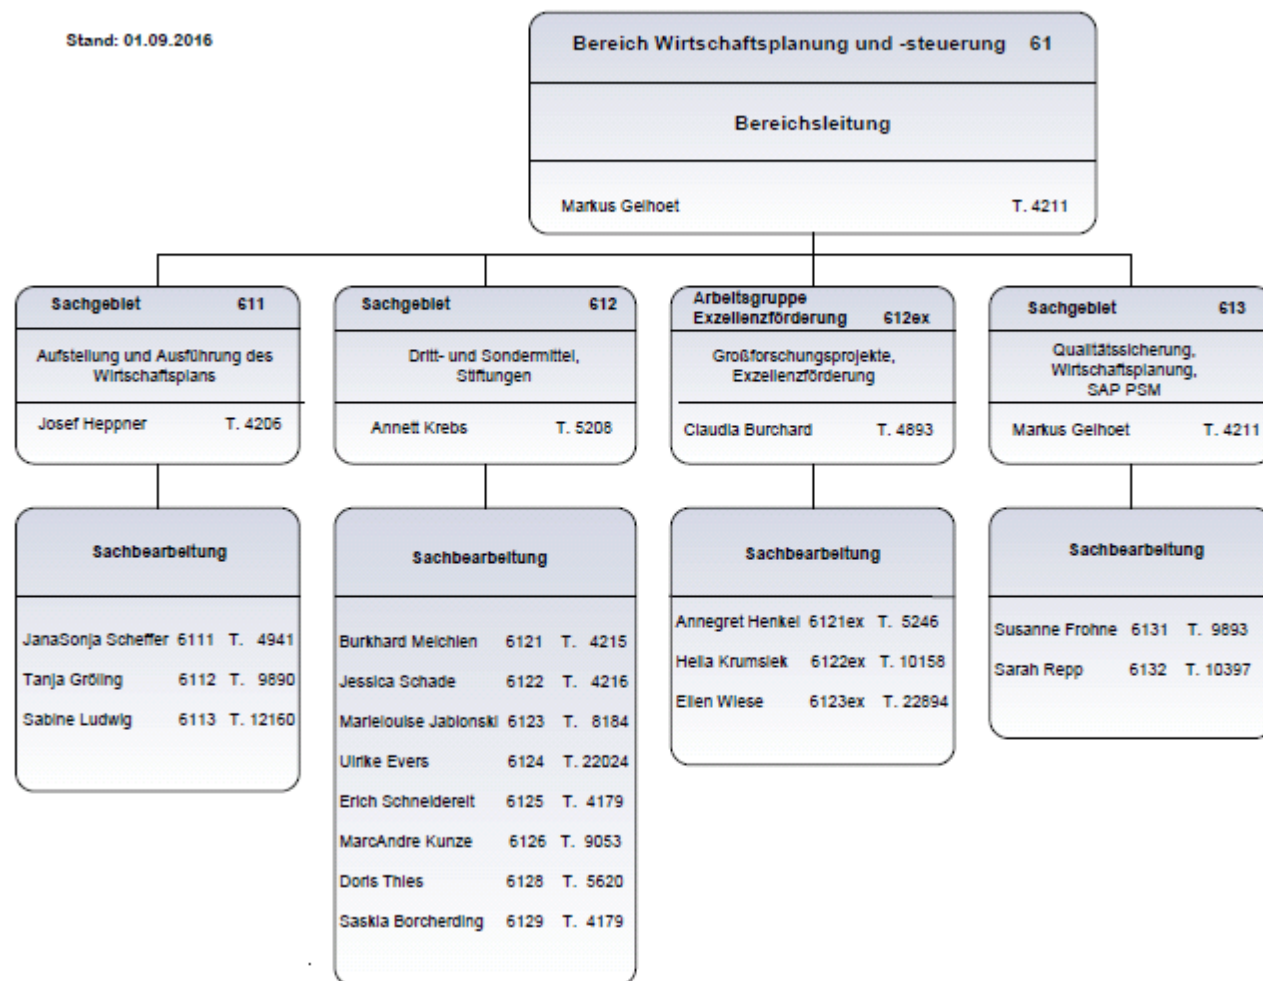 Stand: 01.09.2016
Bereich Wirtschaftsplanung und -steuerung 61
Bereichsleitung
Markus Gelhoet T. 4211
Sachgebiet 611
Aufstellung und Ausführung des
Wirtschaftsplans
Josef Heppner T. 4206
Sachbearbeitung
JanaSonja Scheffer 6111 T. 4941
Tanja Gröling 6112 T. 9890
Sabine Ludwig 6113 T. 12160
Sachgebiet 612
Dritt- und Sondermittel,
Stiftungen
Annett Krebs T. 5208
Sachbearbeitung
Burkhard Melchien 6121 T. 4215
Jessica Schade 6122 T. 4216
Marielouise Jablonski 6123 T. 8184
Ulrike Evers 6124 T. 22024
Erich Schneidereit 6125 T. 4179
MarcAndre Kunze 6126 T. 9053
Doris Thies 6128 T. 5620
Saskia Borcherding 6129 T. 4179
Arbeitsgruppe
Exzellenzförderung 612ex
Großforschungsprojekte,
Exzellenzförderung
Claudia Burchard T. 4893
Sachbearbeitung
Annegret Henkel 6121ex T. 5246
Hella Krumsiek 6122ex T. 10158
Ellen Wiese 6123ex T. 22894
Sachgebiet 613
Qualitätssicherung,
Wirtschaftsplanung,
SAP PSM
Markus Gelhoet T. 4211
Sachbearbeitung
Susanne Frohne 6131 T. 9893
Sarah Repp 6132 T. 10397